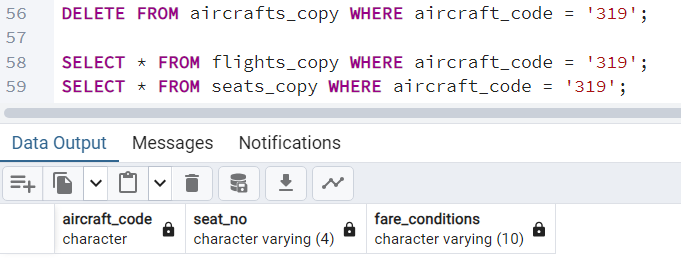 56 DELETE FROM aircrafts_copy WHERE aircraft_code = '319';
57
58 SELECT * FROM flights_copy WHERE aircraft_code = '319';
59 SELECT * FROM seats_copy WHERE aircraft_code = '319';
Data Output Messages Notifications
aircraft_code seat_no fare_conditions
character character varying (4) character varying (10)